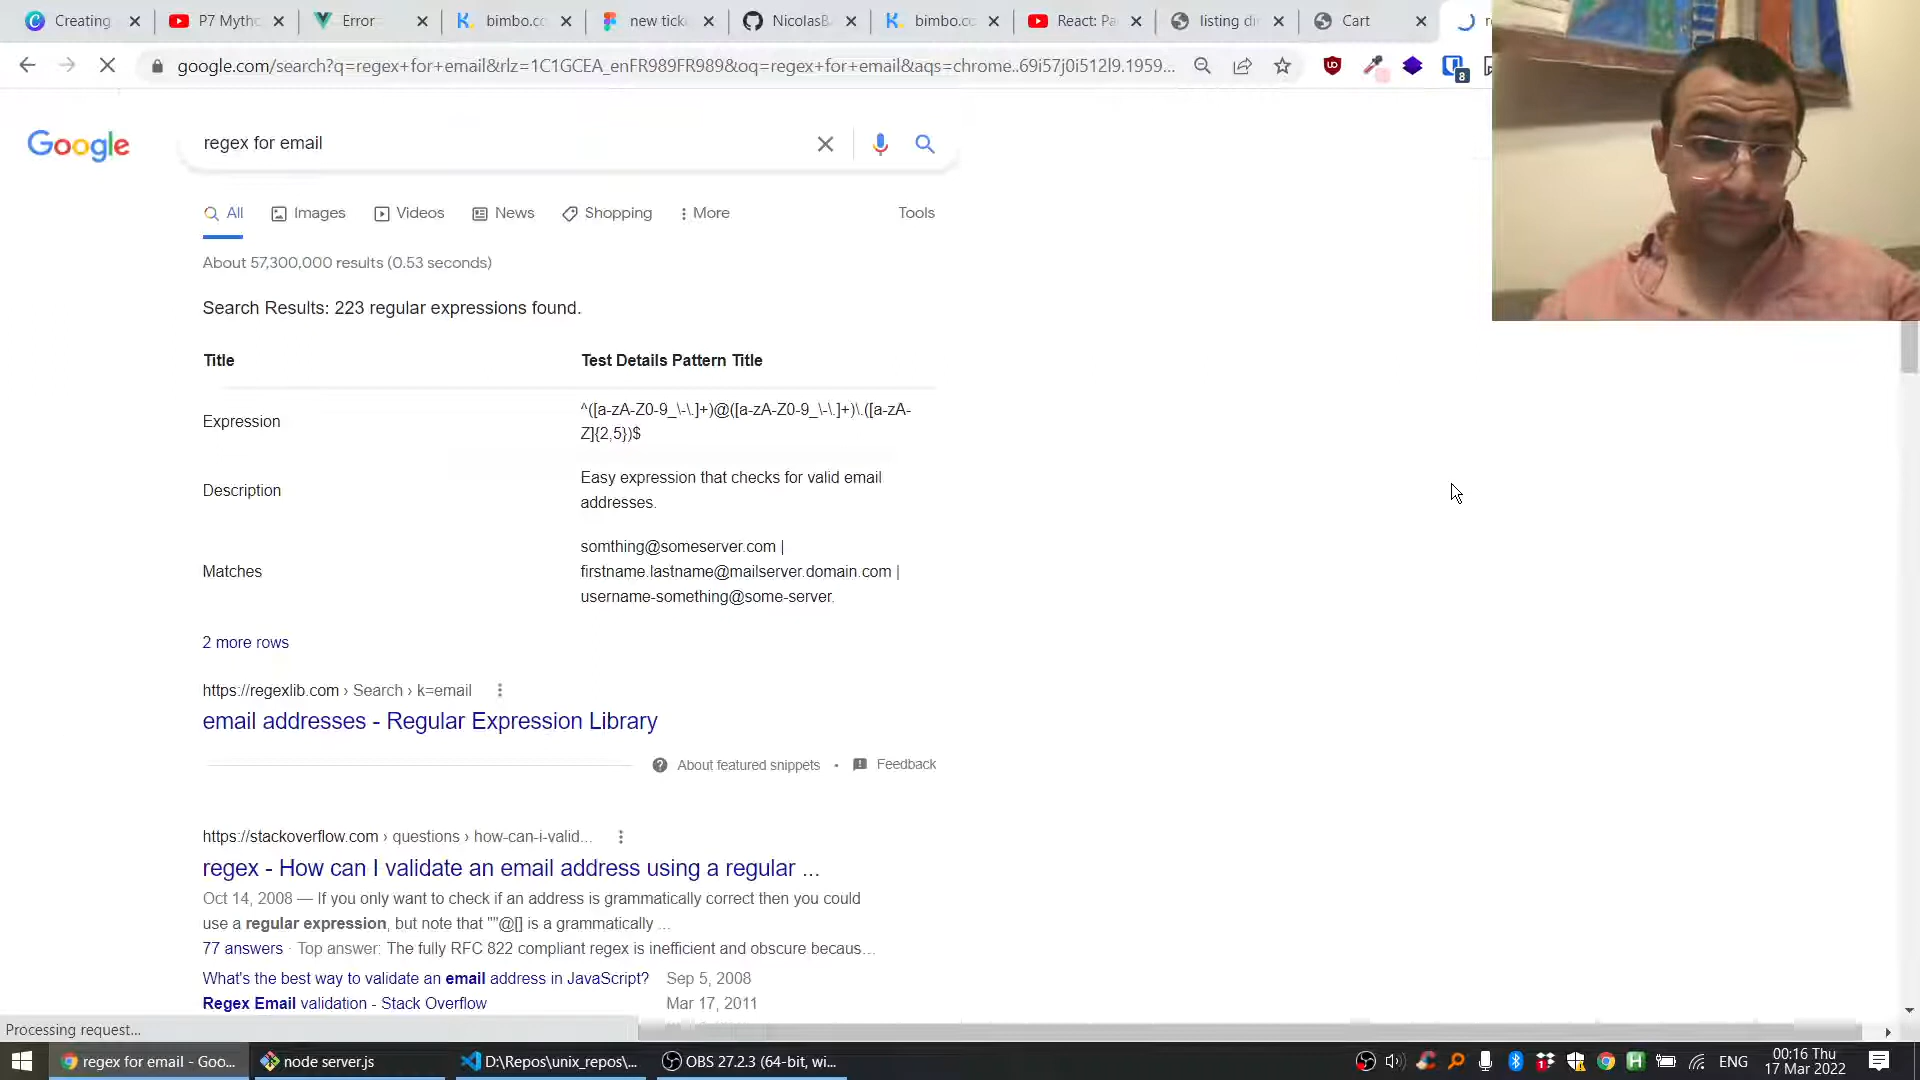 Creating
P7 Mytho
Error
bimbo.co
new ticke
NicolasBa
bimbo.co
React: Pa
listing di
Cart
google.com/search?q=regex+for+email&rlz=1C1GCEA_enFR989FR989&oq=regex+for+email&aqs=chrome..69i57j0i512l9.1959...
8
Google
regex for email
All
Images
Videos
News
Shopping
More
Tools
About 57,300,000 results (0.53 seconds)
Search Results: 223 regular expressions found.
Title
Test Details Pattern Title
Expression
^([a-zA-Z0-9_\-\.]+)@([a-zA-Z0-9_\-\.]+)\.([a-zA-
Z]{2,5})$
Description
Easy expression that checks for valid email
addresses.
Matches
somthing@someserver.com |
firstname.lastname@mailserver.domain.com |
username-something@some-server.
2 more rows
https://regexlib.com › Search › k=email
email addresses - Regular Expression Library
About featured snippets
•
Feedback
https://stackoverflow.com › questions › how-can-i-valid...
regex - How can I validate an email address using a regular ...
Oct 14, 2008 — If you only want to check if an address is grammatically correct then you could
use a regular expression, but note that ""@[] is a grammatically ...
77 answers · Top answer: The fully RFC 822 compliant regex is inefficient and obscure becaus...
What's the best way to validate an email address in JavaScript?
Sep 5, 2008
Regex Email validation - Stack Overflow
Mar 17, 2011
Processing request...
regex for email - Goo...
node server.js
D:\Repos\unix_repos\...
OBS 27.2.3 (64-bit, wi...
ENG
00:16 Thu
17 Mar 2022